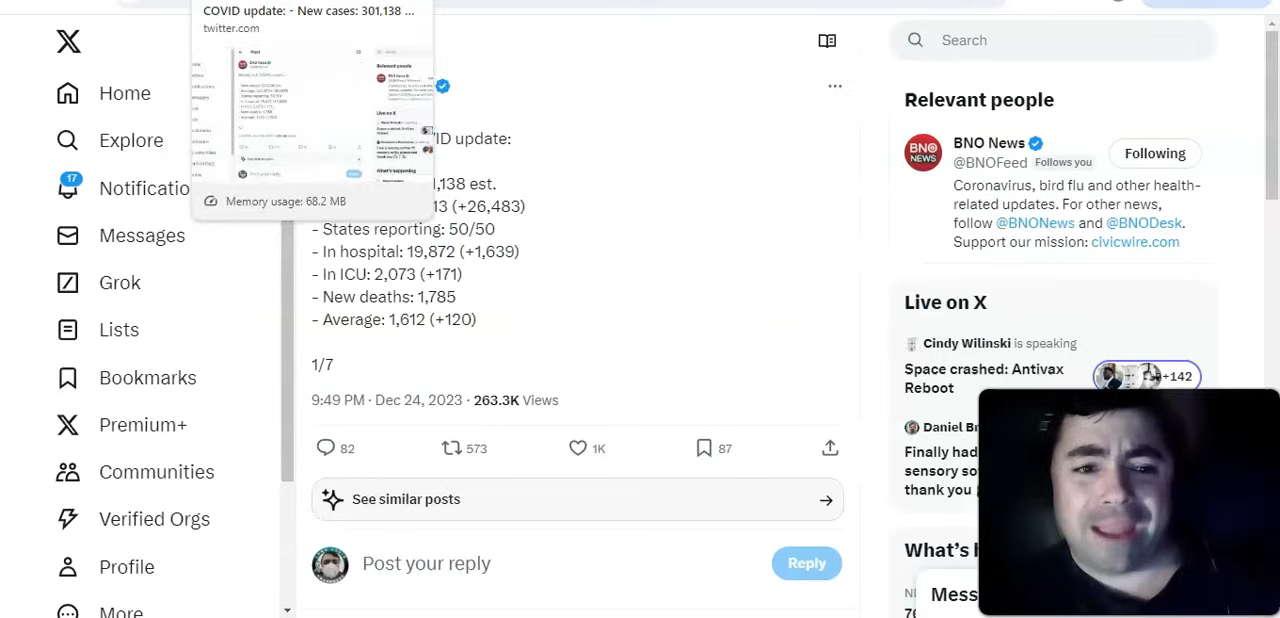 COVID update: - New cases: 301,138 ...
twitter.com
Memory usage: 68.2 MB
Home
Explore
17
Notificatio
Messages
Grok
Lists
Bookmarks
Premium+
Communities
Verified Orgs
Profile
More
ID update:
1,138 est.
13 (+26,483)
- States reporting: 50/50
- In hospital: 19,872 (+1,639)
- In ICU: 2,073 (+171)
- New deaths: 1,785
- Average: 1,612 (+120)
1/7
9:49 PM · Dec 24, 2023 · 263.3K Views
82 573 1K 87
See similar posts
Post your reply
Reply
Search
Relevant people
BNO NEWS
BNO News
@BNOFeed Follows you
Following
Coronavirus, bird flu and other health-
related updates. For other news,
follow @BNONews and @BNODesk.
Support our mission: civicwire.com
Live on X
Cindy Wilinski is speaking
Space crashed: Antivax
Reboot
+142
Daniel Br
Finally had
sensory so
thank you
What's
Mess